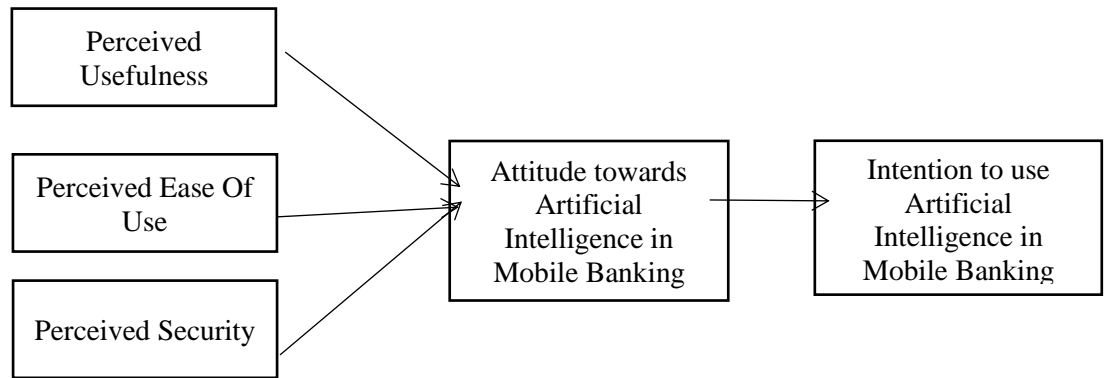 Perceived
Usefulness
Perceived Ease Of
Use
Perceived Security
Attitude towards
Artificial
Intelligence in
Mobile Banking
Intention to use
Artificial
Intelligence in
Mobile Banking